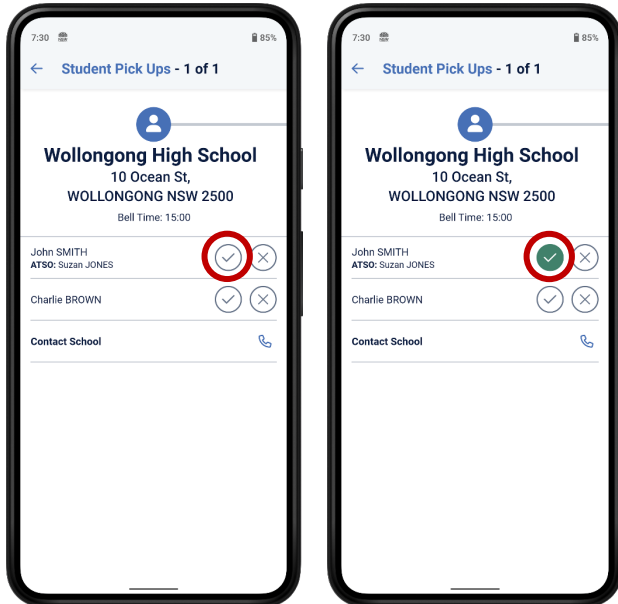 7:30
85%
Student Pick Ups - 1 of 1
Wollongong High School
10 Ocean St,
WOLLONGONG NSW 2500
Bell Time: 15:00
John SMITH
ATSO: Suzan JONES
Charlie BROWN
Contact School
7:30
85%
Student Pick Ups - 1 of 1
Wollongong High School
10 Ocean St,
WOLLONGONG NSW 2500
Bell Time: 15:00
John SMITH
ATSO: Suzan JONES
Charlie BROWN
Contact School